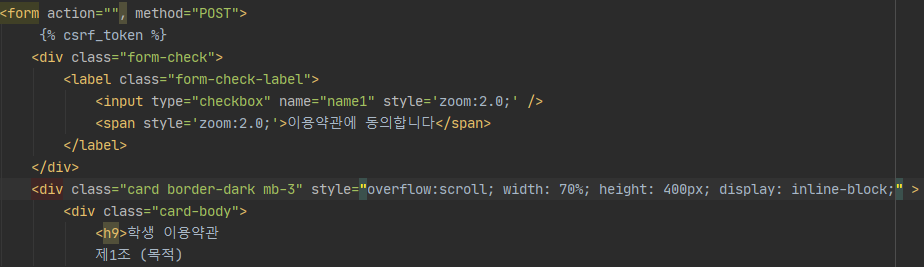 <form action="", method="POST">
{% csrf_token %}
<div class="form-check">
<label class="form-check-label">
<input type="checkbox" name="name1" style='zoom:2.0;' />
<span style='zoom:2.0;'>이용약관에 동의합니다</span>
</label>
</div>
<div class="card border-dark mb-3" style="overflow:scroll; width: 70%; height: 400px; display: inline-block;" >
<div class="card-body">
<h9>학생 이용약관
제1조 (목적)